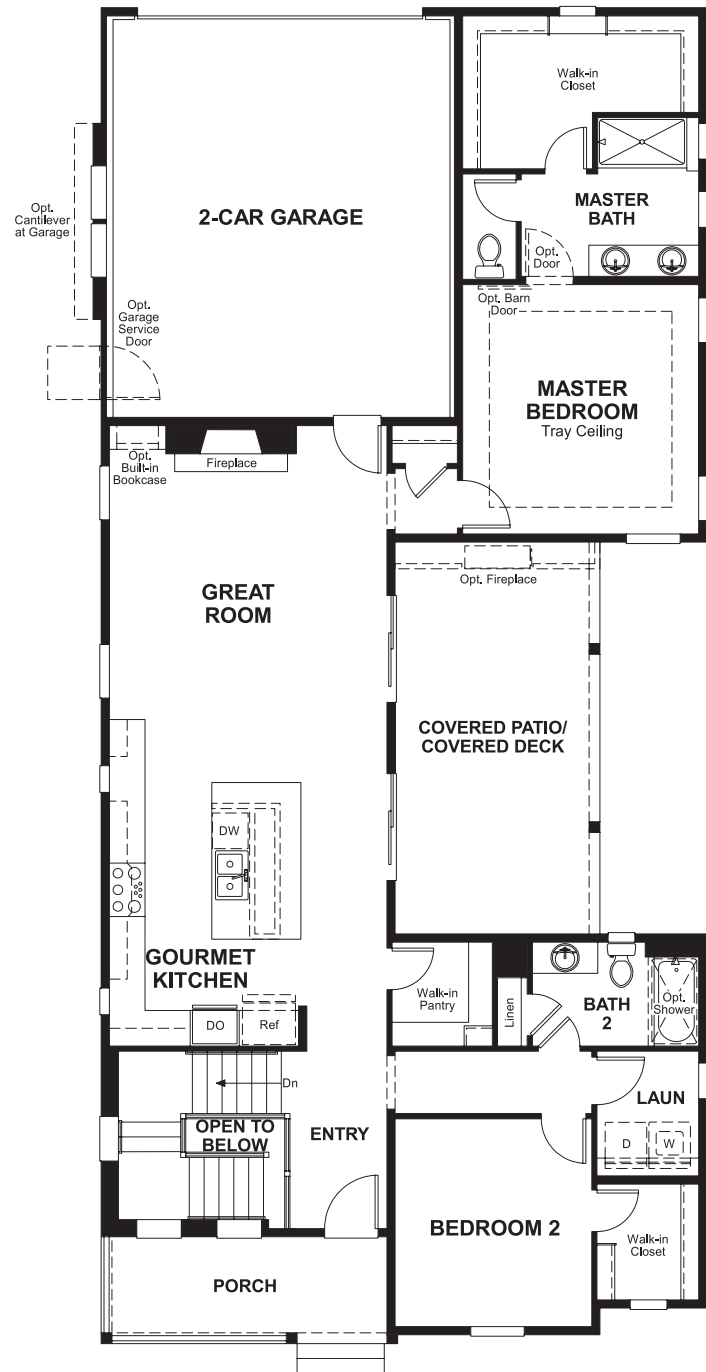 Walk-in
Closet
Opt.
Cantilever
at Garage
2-CAR GARAGE
MASTER
BATH
Opt.
Door
Opt. Barn
Door
Opt.
Garage
Service
Door
MASTER
BEDROOM
Tray Ceiling
Opt.
Built-in
Bookcase
Fireplace
GREAT
ROOM
Opt. Fireplace
COVERED PATIO/
COVERED DECK
DW
GOURMET
KITCHEN
Walk-in
Pantry
Linen
BATH
2
Opt.
Shower
DO
Ref
Dn
OPEN TO
BELOW
ENTRY
LAUN
D
W
BEDROOM 2
Walk-in
Closet
PORCH